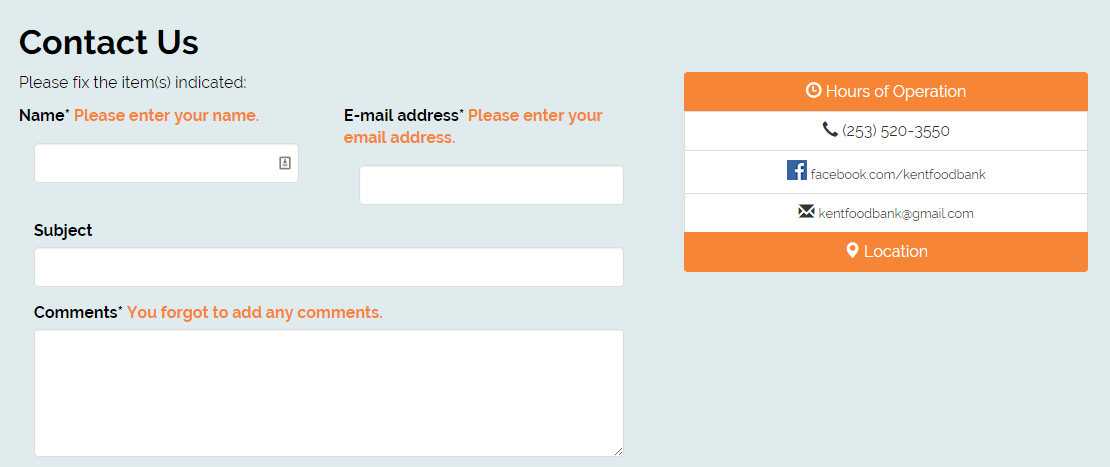 Contact Us
Please fix the item(s) indicated:
Name* Please enter your name.
E-mail address* Please enter your
email address.
Subject
Comments* You forgot to add any comments.
Hours of Operation
(253) 520-3550
facebook.com/kentfoodbank
kentfoodbank@gmail.com
Location